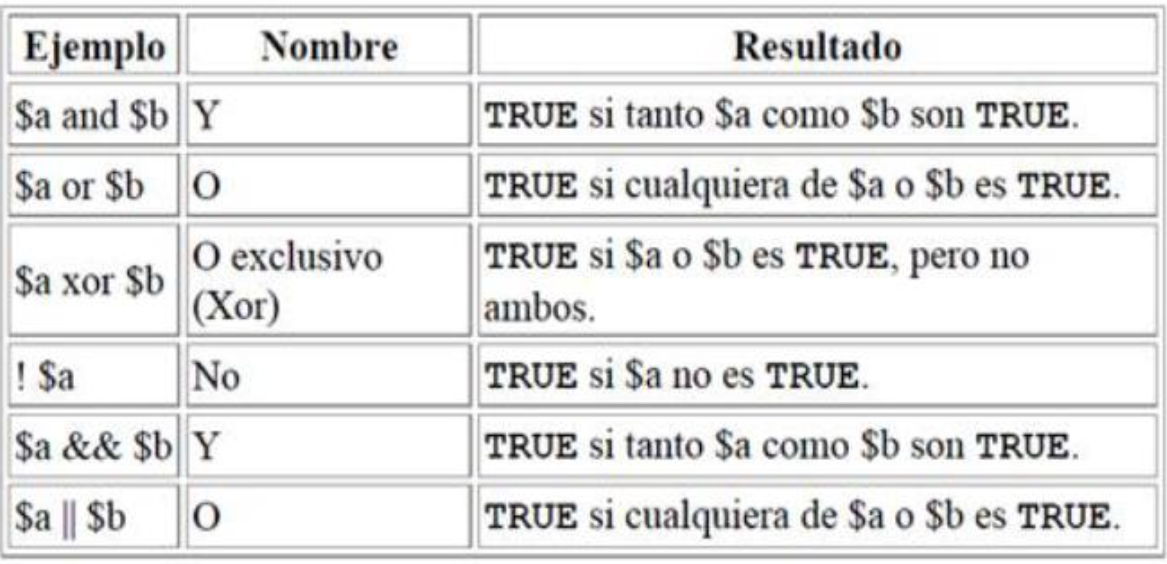 Ejemplo Nombre Resultado
$a and $b Y TRUE si tanto $a como $b son TRUE.
$a or $b O TRUE si cualquiera de $a o $b es TRUE.
$a xor $b O exclusivo (Xor) TRUE si $a o $b es TRUE, pero no ambos.
! $a No TRUE si $a no es TRUE.
$a && $b Y TRUE si tanto $a como $b son TRUE.
$a || $b O TRUE si cualquiera de $a o $b es TRUE.